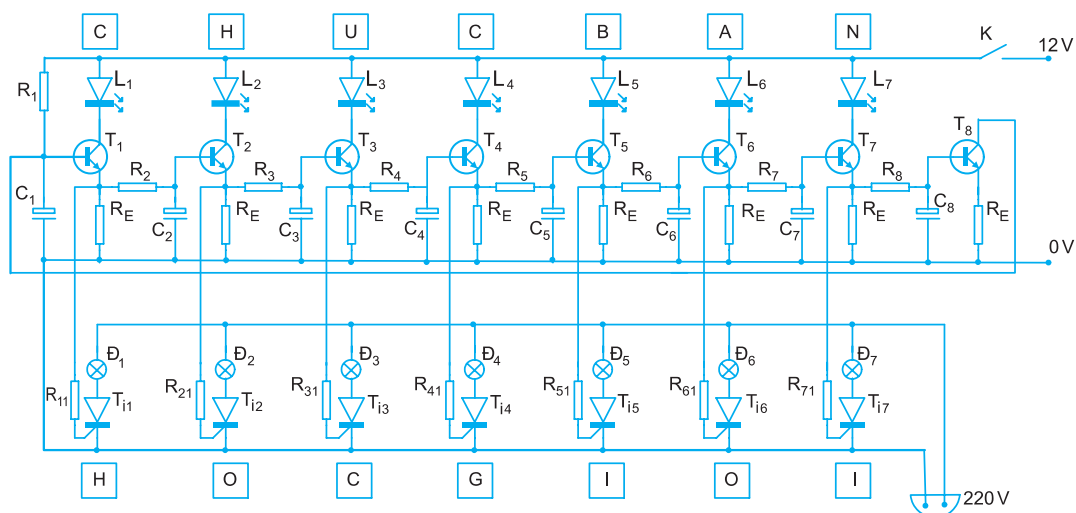 C H U C B A N K
12 V
R1 L1 L2 L3 L4 L5 L6 L7
T1 T2 T3 T4 T5 T6 T7 T8
C1 R2 R3 R4 R5 R6 R7 R8
RE C2 RE C3 RE C4 RE C5 RE C6 RE C7 RE C8 RE
0 V
Đ1 Đ2 Đ3 Đ4 Đ5 Đ6 Đ7
R11 Ti1 R21 Ti2 R31 Ti3 R41 Ti4 R51 Ti5 R61 Ti6 R71 Ti7
H O C G I O I
220 V